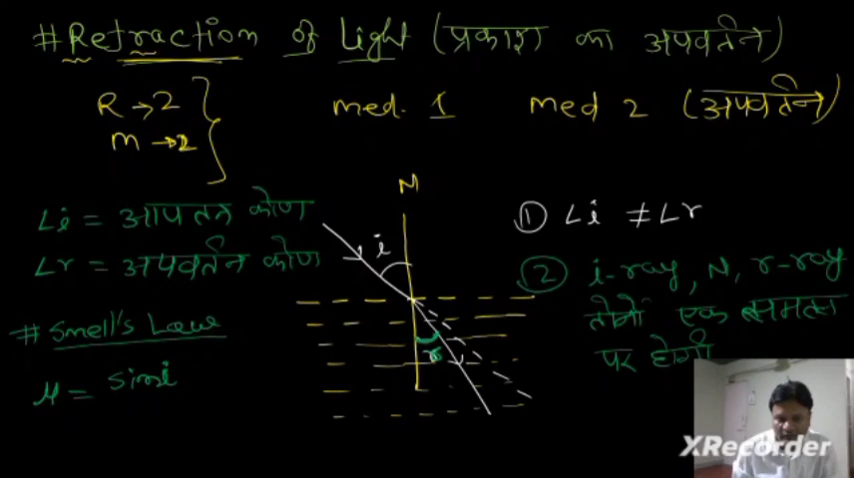 # Refraction of Light (प्रकाश का अपवर्तन)
R → 2
m → 2
med. 1
med 2 (अपवर्तन)
N
i
r
∠i = आपतन कोण
∠r = अपवर्तन कोण
# Snell's Law
μ = sini
① ∠i ≠ ∠r
② i-ray, N, r-ray
तीनों एक समतल
पर होगी
XRecorder